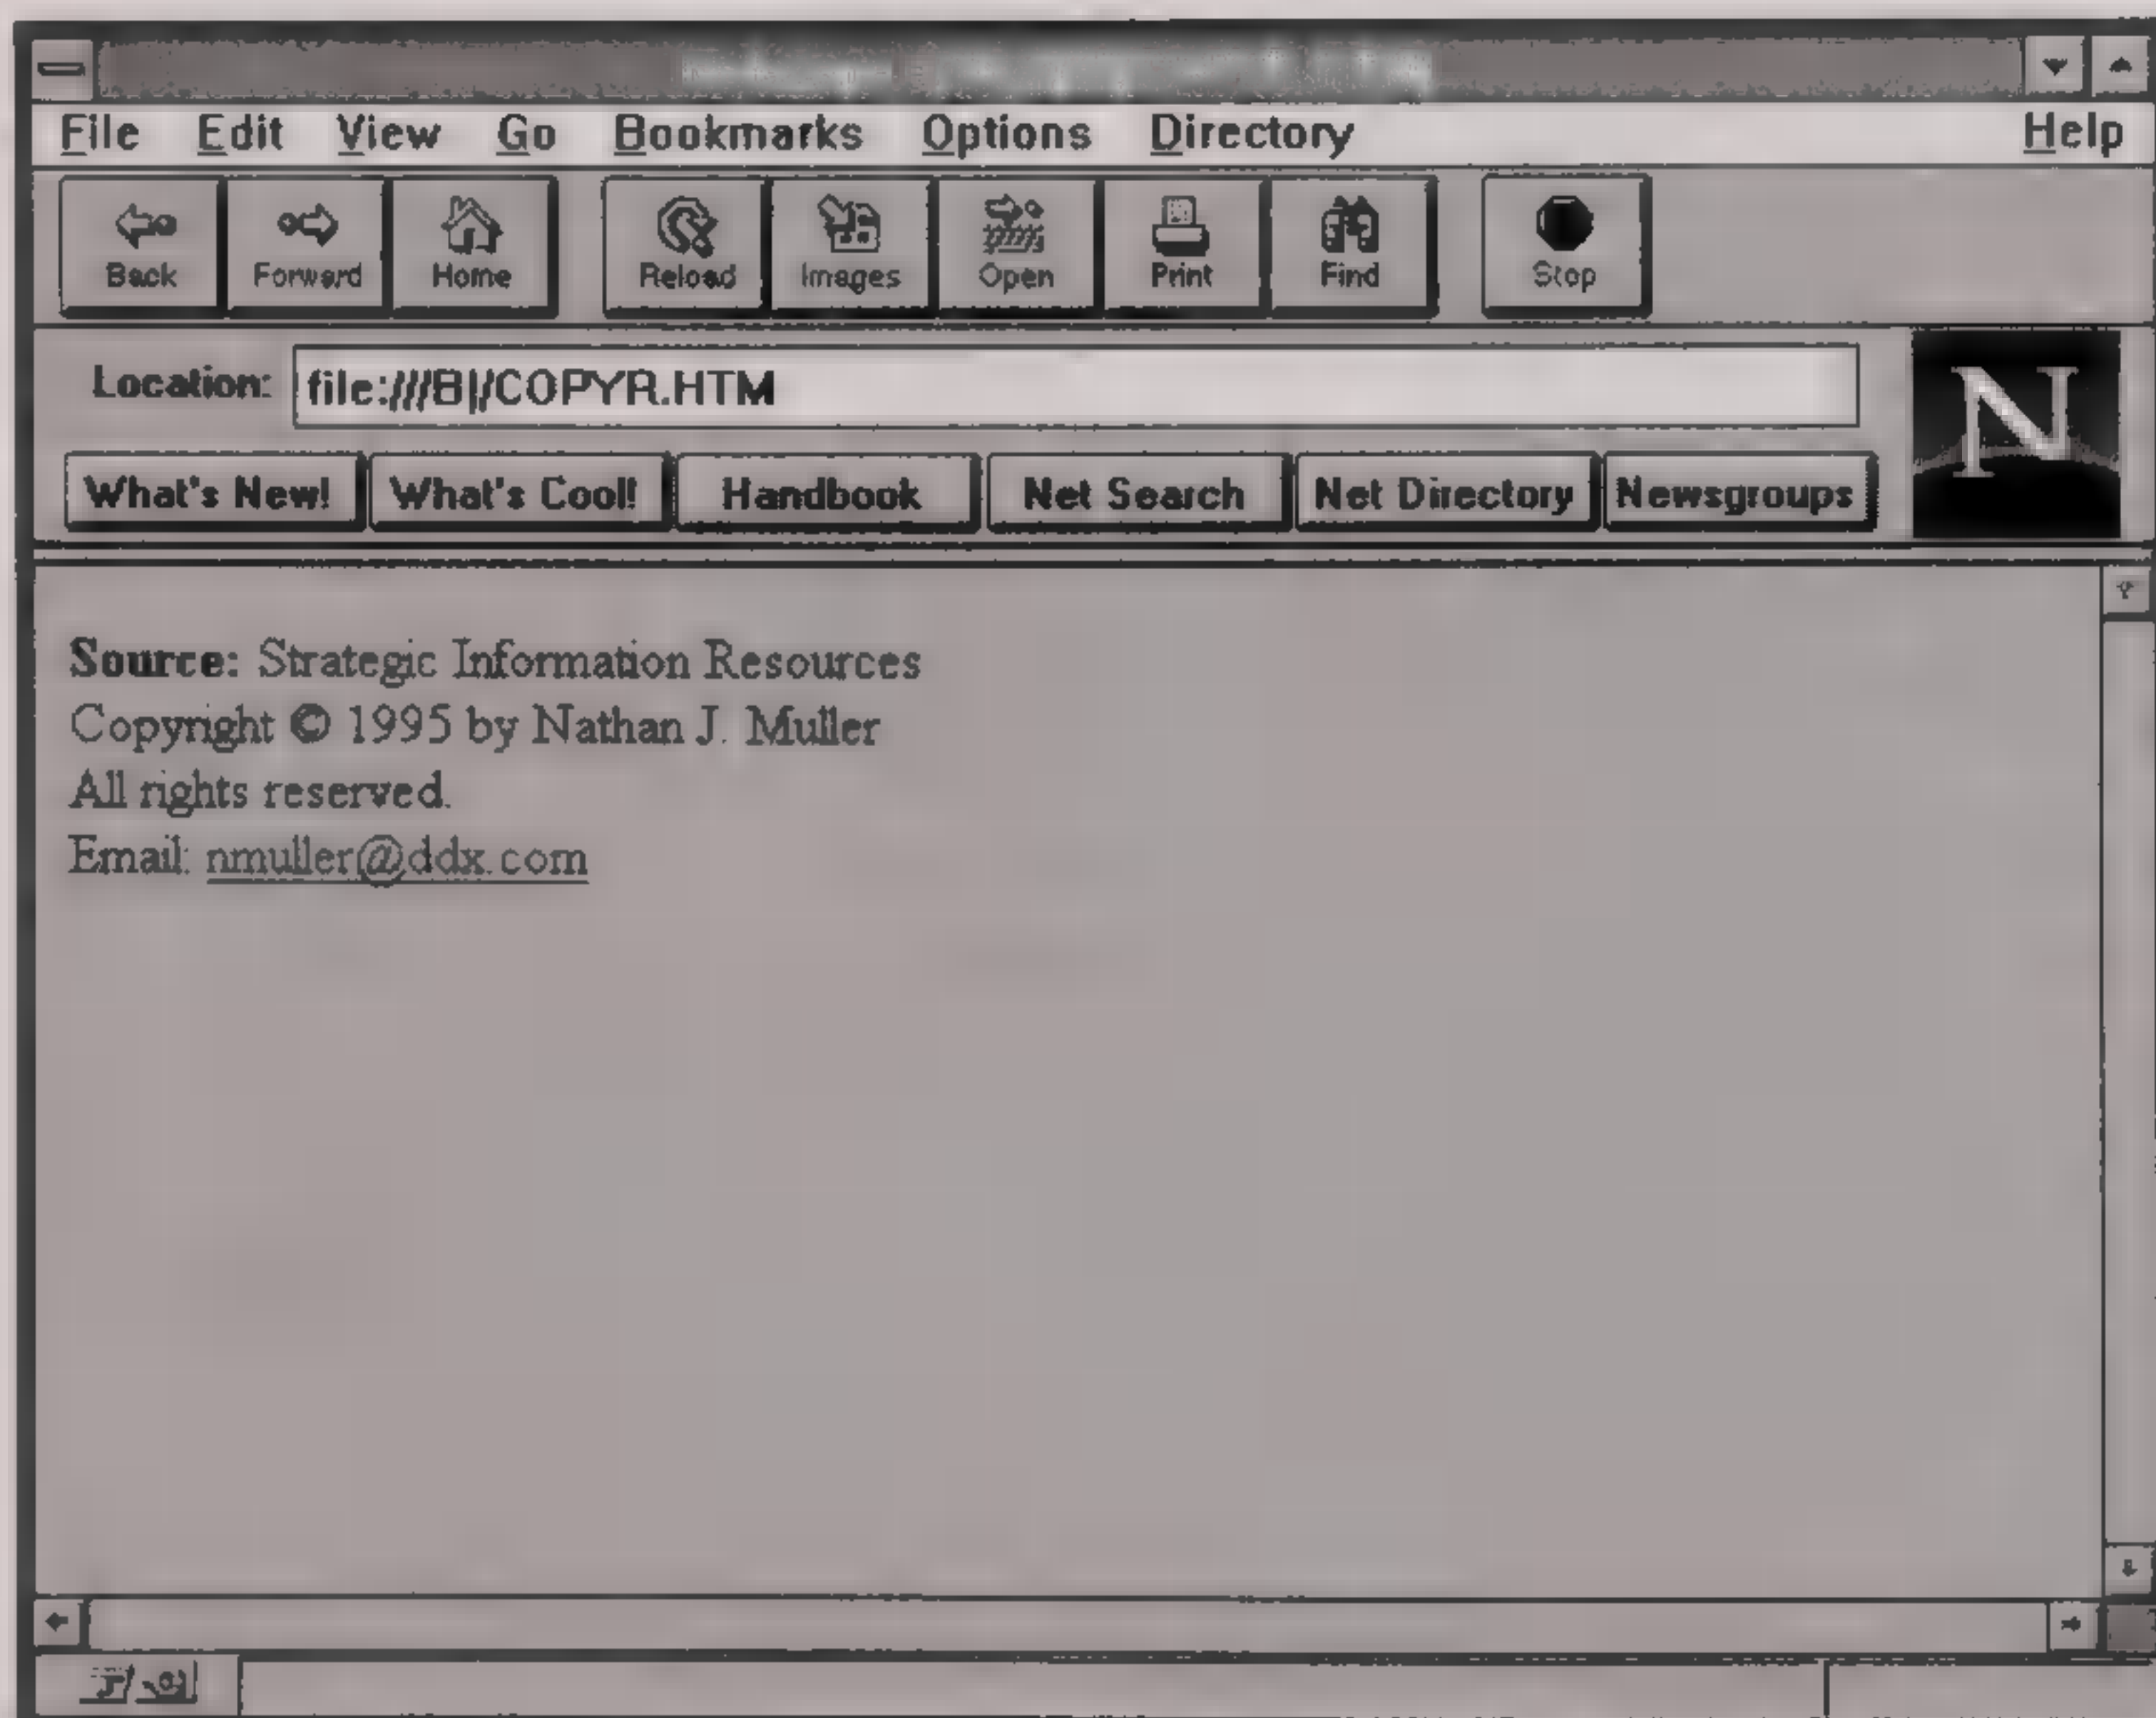 File Edit View Go Bookmarks Options Directory Help
Back Forward Home Reload Images Open Print Find Stop
Location: file:///B|/COPYR.HTM
N
What's New! What's Cool! Handbook Net Search Net Directory Newsgroups
Source: Strategic Information Resources
Copyright © 1995 by Nathan J. Muller
All rights reserved.
Email: nmuller@ddx.com